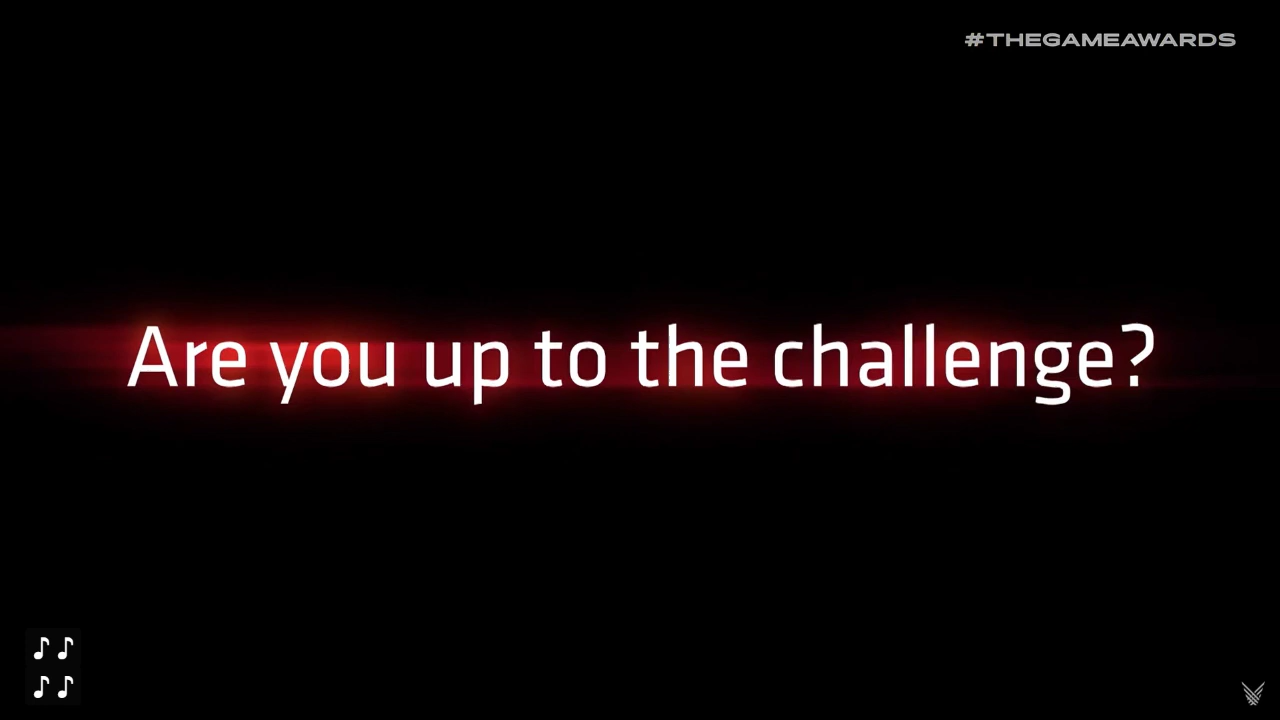 #THEGAMEAWARDS
Are you up to the challenge?
♪ ♪
♪ ♪